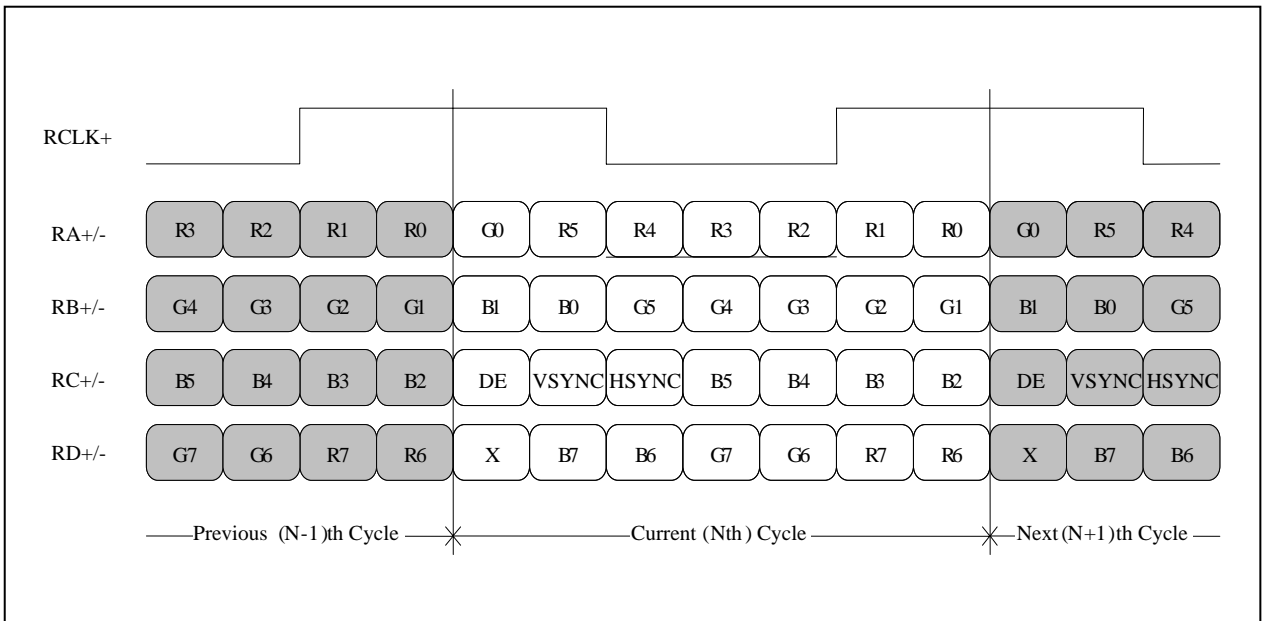 RCLK+
RA+/- R3 R2 R1 R0 G0 R5 R4 R3 R2 R1 R0 G0 R5 R4
RB+/- G4 G3 G2 G1 B1 B0 G5 G4 G3 G2 G1 B1 B0 G5
RC+/- B5 B4 B3 B2 DE VSYNC HSYNC B5 B4 B3 B2 DE VSYNC HSYNC
RD+/- G7 G6 R7 R6 X B7 B6 G7 G6 R7 R6 X B7 B6
Previous (N-1)th Cycle Current (Nth) Cycle Next (N+1)th Cycle